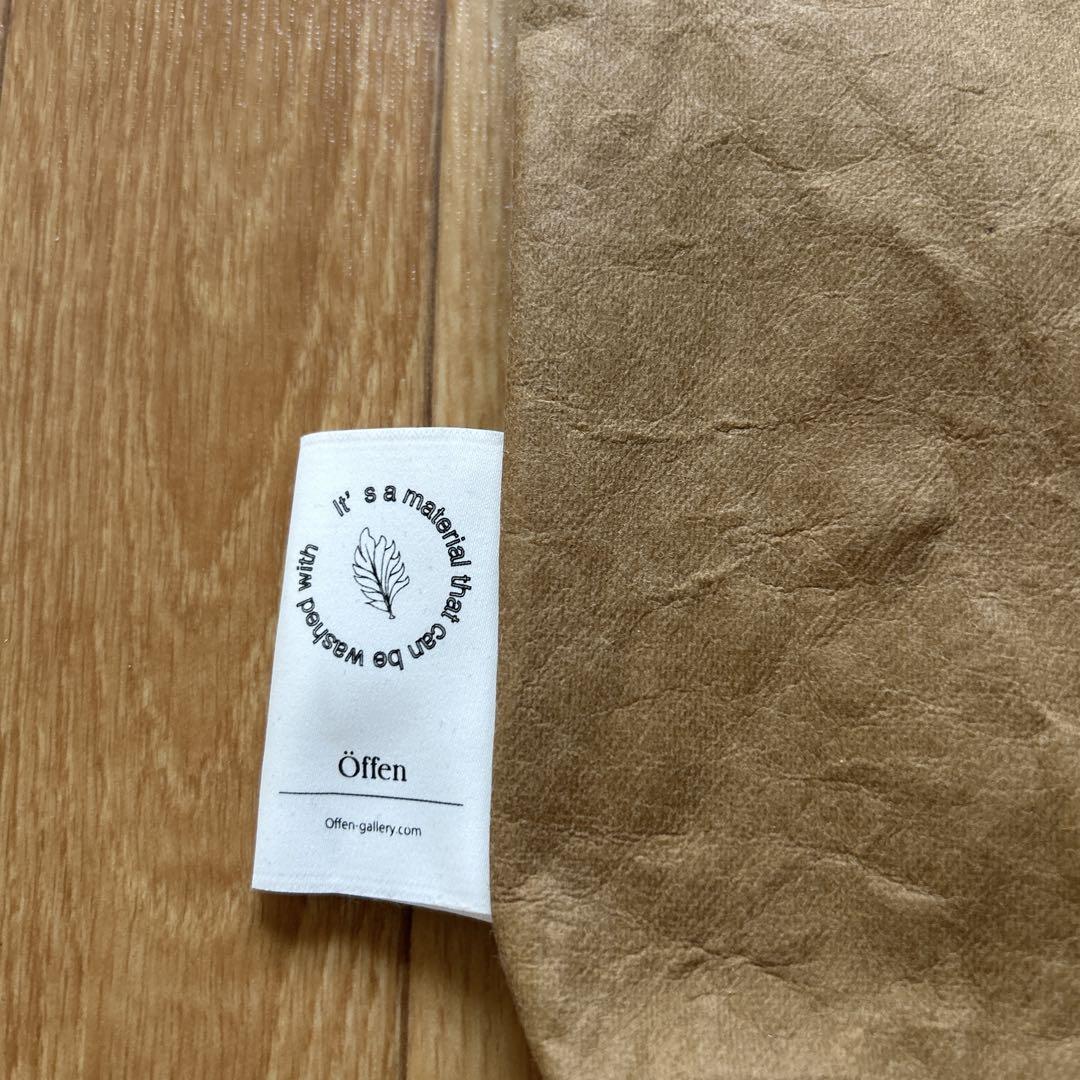 It's a material that can be washed with
Öffen
Offen-gallery.com